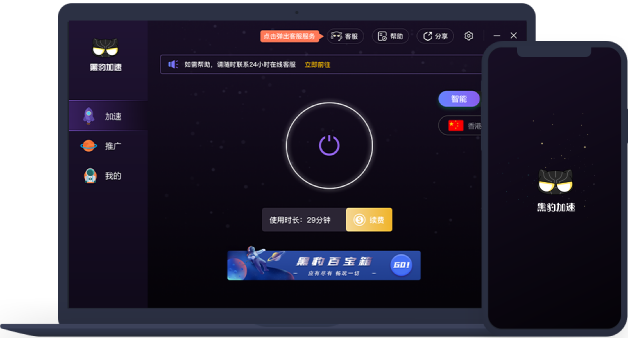 点击弹出客服服务
客服
帮助
分享
黑豹加速
如需帮助，请随时联系24小时在线客服 立即前往
智能
香港
加速
推广
我的
使用时长：29分钟
续费
黑豹百宝箱
应有尽有 畅玩一切
GO!
黑豹加速